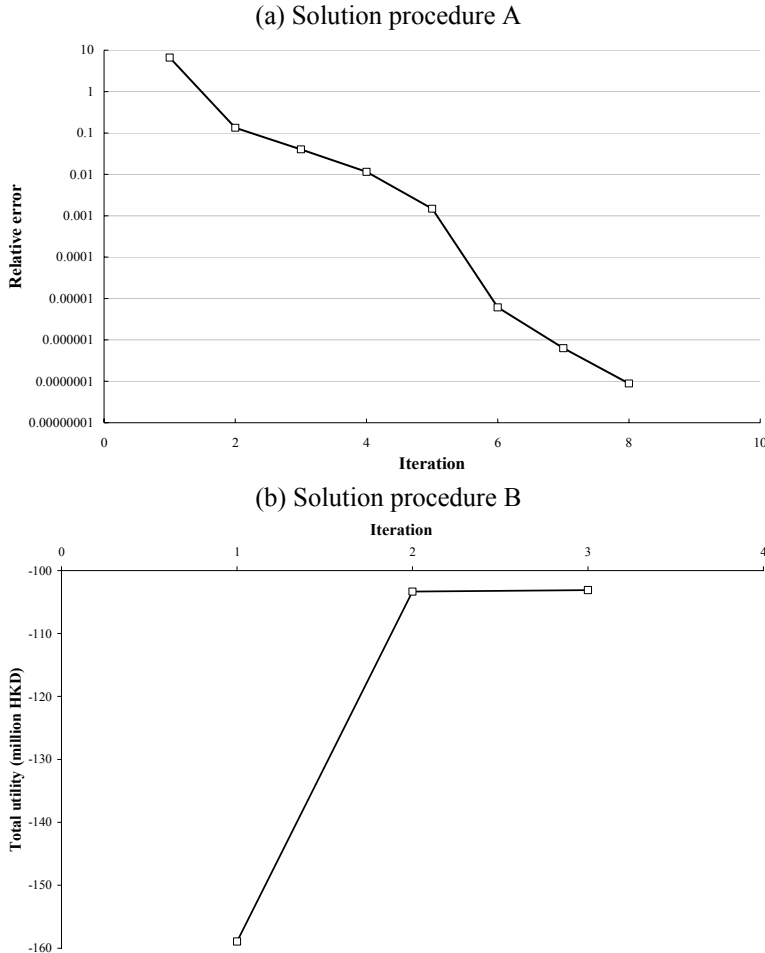 (a) Solution procedure A
10
1
0.1
0.01
0.001
0.0001
0.00001
0.000001
0.0000001
0.00000001
Relative error
0 2 4 6 8 10
Iteration
(b) Solution procedure B
Iteration
0 1 2 3 4
-100
-110
-120
-130
-140
-150
-160
Total utility (million HKD)